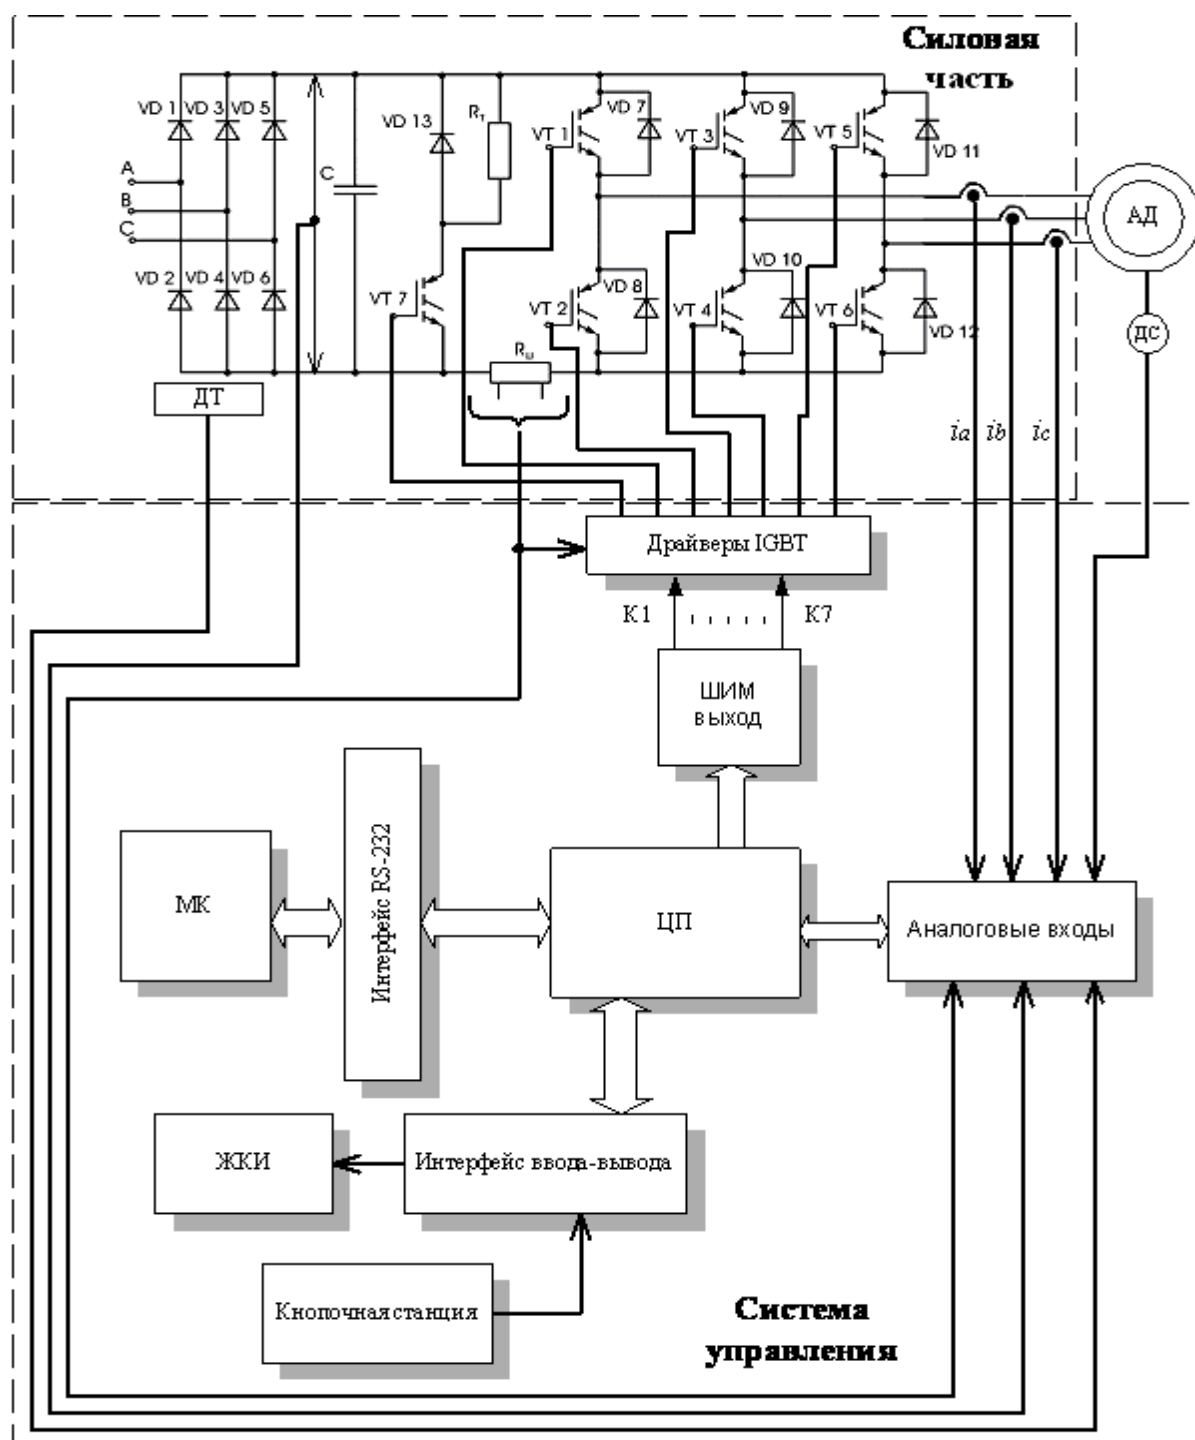 Силовая
часть
VD 1
VD 3
VD 5
VD 13
Rт
VT 1
VD 7
VT 3
VD 9
VT 5
VD 11
A
B
C
C
АД
VD 2
VD 4
VD 6
VT 7
VT 2
VD 8
VT 4
VD 10
VT 6
VD 12
ДС
Rш
ДТ
ia
ib
ic
Драйверы IGBT
К1
К7
ШИМ
выход
МК
Интерфейс RS-232
ЦП
Аналоговые входы
ЖКИ
Интерфейс ввода-вывода
Кнопочная станция
Система
управления